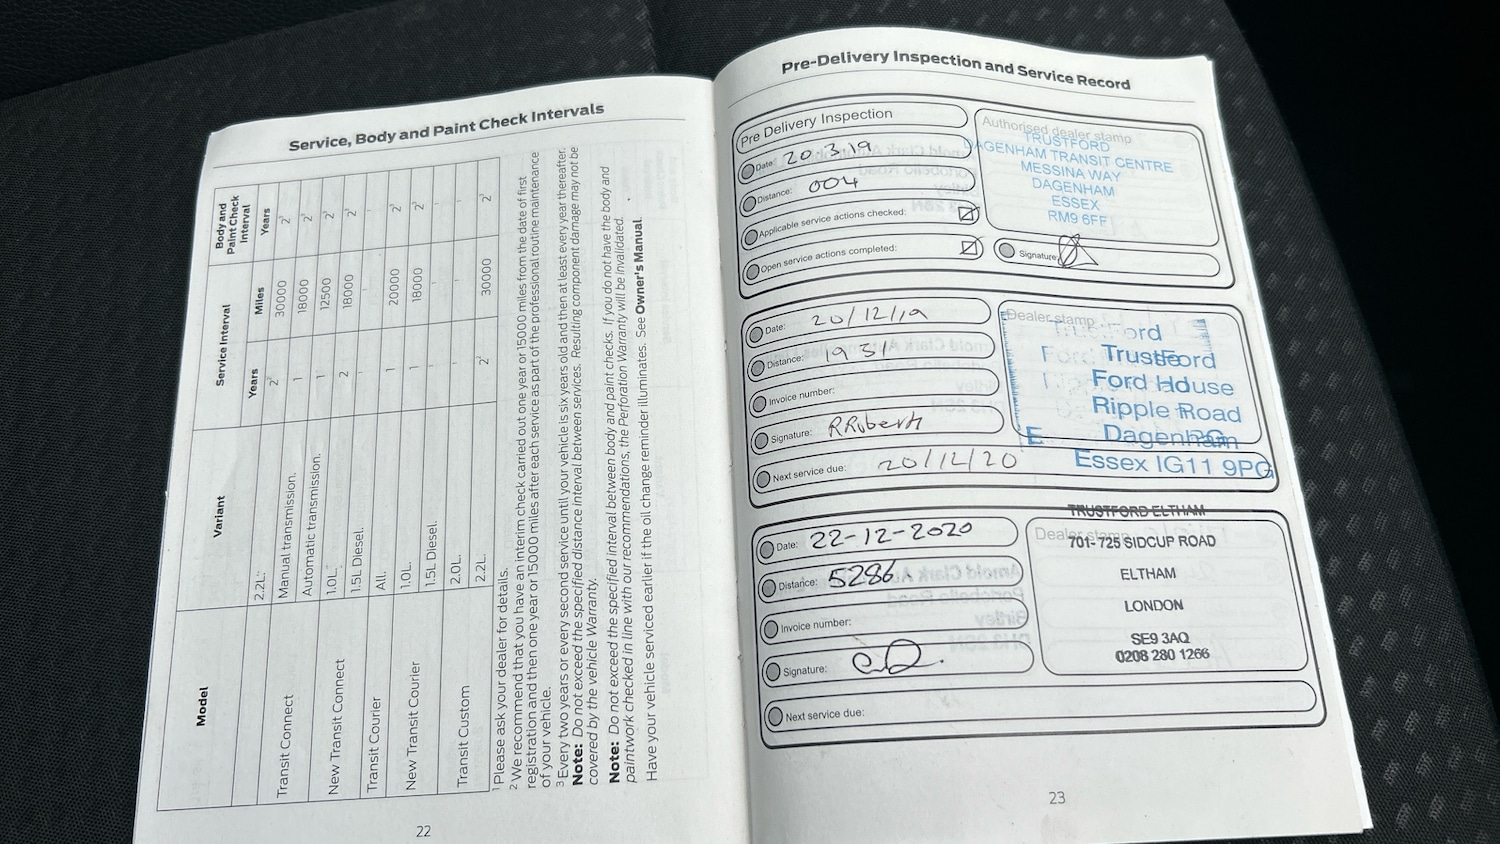 Service, Body and Paint Check Intervals
Model Variant Service Interval Body and Paint Check Interval
Years Miles Years
2.2L.
Transit Connect Manual transmission. 2² 30000 2³
Automatic transmission. 1 18000 2³
New Transit Connect 1.0L 1 12500 2³
1.5L Diesel. 2 18000 2³
Transit Courier All. - - -
New Transit Courier 1.0L. 1 20000 2³
1.5L Diesel. 1 18000 2³
Transit Custom 2.0L. - - -
2.2L. 2² 30000 2³
¹ Please ask your dealer for details.
² We recommend that you have an interim check carried out one year or 15000 miles from the date of first
registration and then one year or 15000 miles after each service as part of the professional routine maintenance
of your vehicle.
³ Every two years or every second service until your vehicle is six years old and then at least every year thereafter.
Note: Do not exceed the specified distance interval between services. Resulting component damage may not be
covered by the vehicle Warranty.
Note: Do not exceed the specified interval between body and paint checks. If you do not have the body and
paintwork checked in line with our recommendations, the Perforation Warranty will be invalidated.
Have your vehicle serviced earlier if the oil change reminder illuminates. See Owner's Manual.
22
Pre-Delivery Inspection and Service Record
Pre Delivery Inspection
Date: 20.3.19
Distance: 004
Applicable service actions checked:
Open service actions completed:
Authorised dealer stamp
TRUSTFORD
DAGENHAM TRANSIT CENTRE
MESSINA WAY
DAGENHAM
ESSEX
RM9 6FF
Signature:
Date: 20/12/19
Distance: 1931
Invoice number:
Signature: R Roberts
Next service due: 20/12/20
Dealer stamp
TrustFord
TrustFord
Ford House
Ripple Road
Dagenham
Essex IG11 9PG
Date: 22-12-2020
Distance: 5286
Invoice number:
Signature:
Next service due:
Dealer stamp
TRUSTFORD ELTHAM
701-725 SIDCUP ROAD
ELTHAM
LONDON
SE9 3AQ
0208 280 1266
23